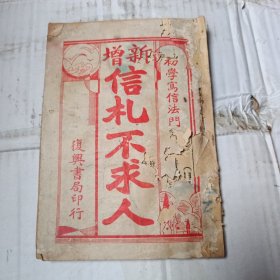 初學寫信法門
新增
信札不求人
復興書局印行